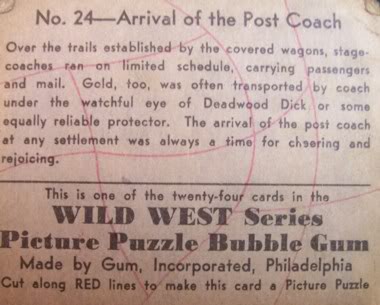 No. 24—Arrival of the Post Coach
Over the trails established by the covered wagons, stage-
coaches ran on limited schedule, carrying passengers
and mail. Gold, too, was often transported by coach
under the watchful eye of Deadwood Dick or some
equally reliable protector. The arrival of the post coach
at any settlement was always a time for cheering and
rejoicing.
This is one of the twenty-four cards in the
WILD WEST Series
Picture Puzzle Bubble Gum
Made by Gum, Incorporated, Philadelphia
Cut along RED lines to make this card a Picture Puzzle